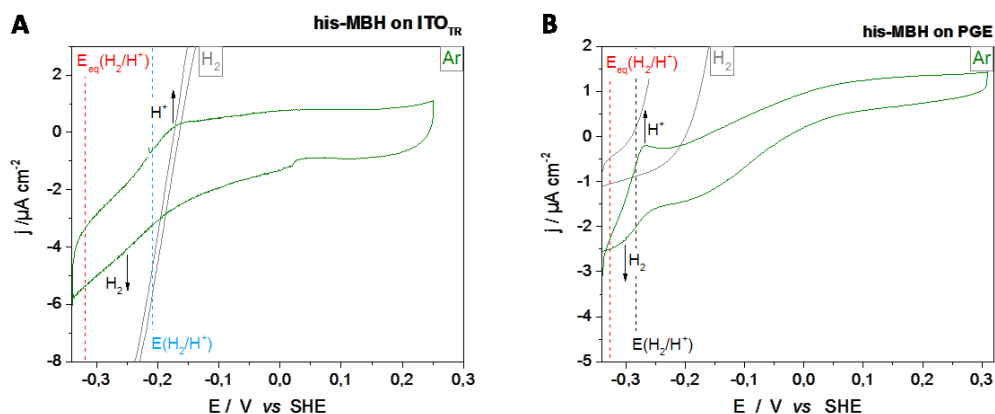 A
his-MBH on ITO_TR
E_eq(H₂/H⁺)
H₂
Ar
H⁺
H₂
E(H₂/H⁺)
j /µA cm⁻²
2
0
-2
-4
-6
-8
-0,3
-0,2
-0,1
0,0
0,1
0,2
0,3
E / V vs SHE
B
his-MBH on PGE
E_eq(H₂/H⁺)
H₂
Ar
H⁺
H₂
E(H₂/H⁺)
j /µA cm⁻²
2
1
0
-1
-2
-3
-4
-5
-0,3
-0,2
-0,1
0,0
0,1
0,2
0,3
E / V vs SHE